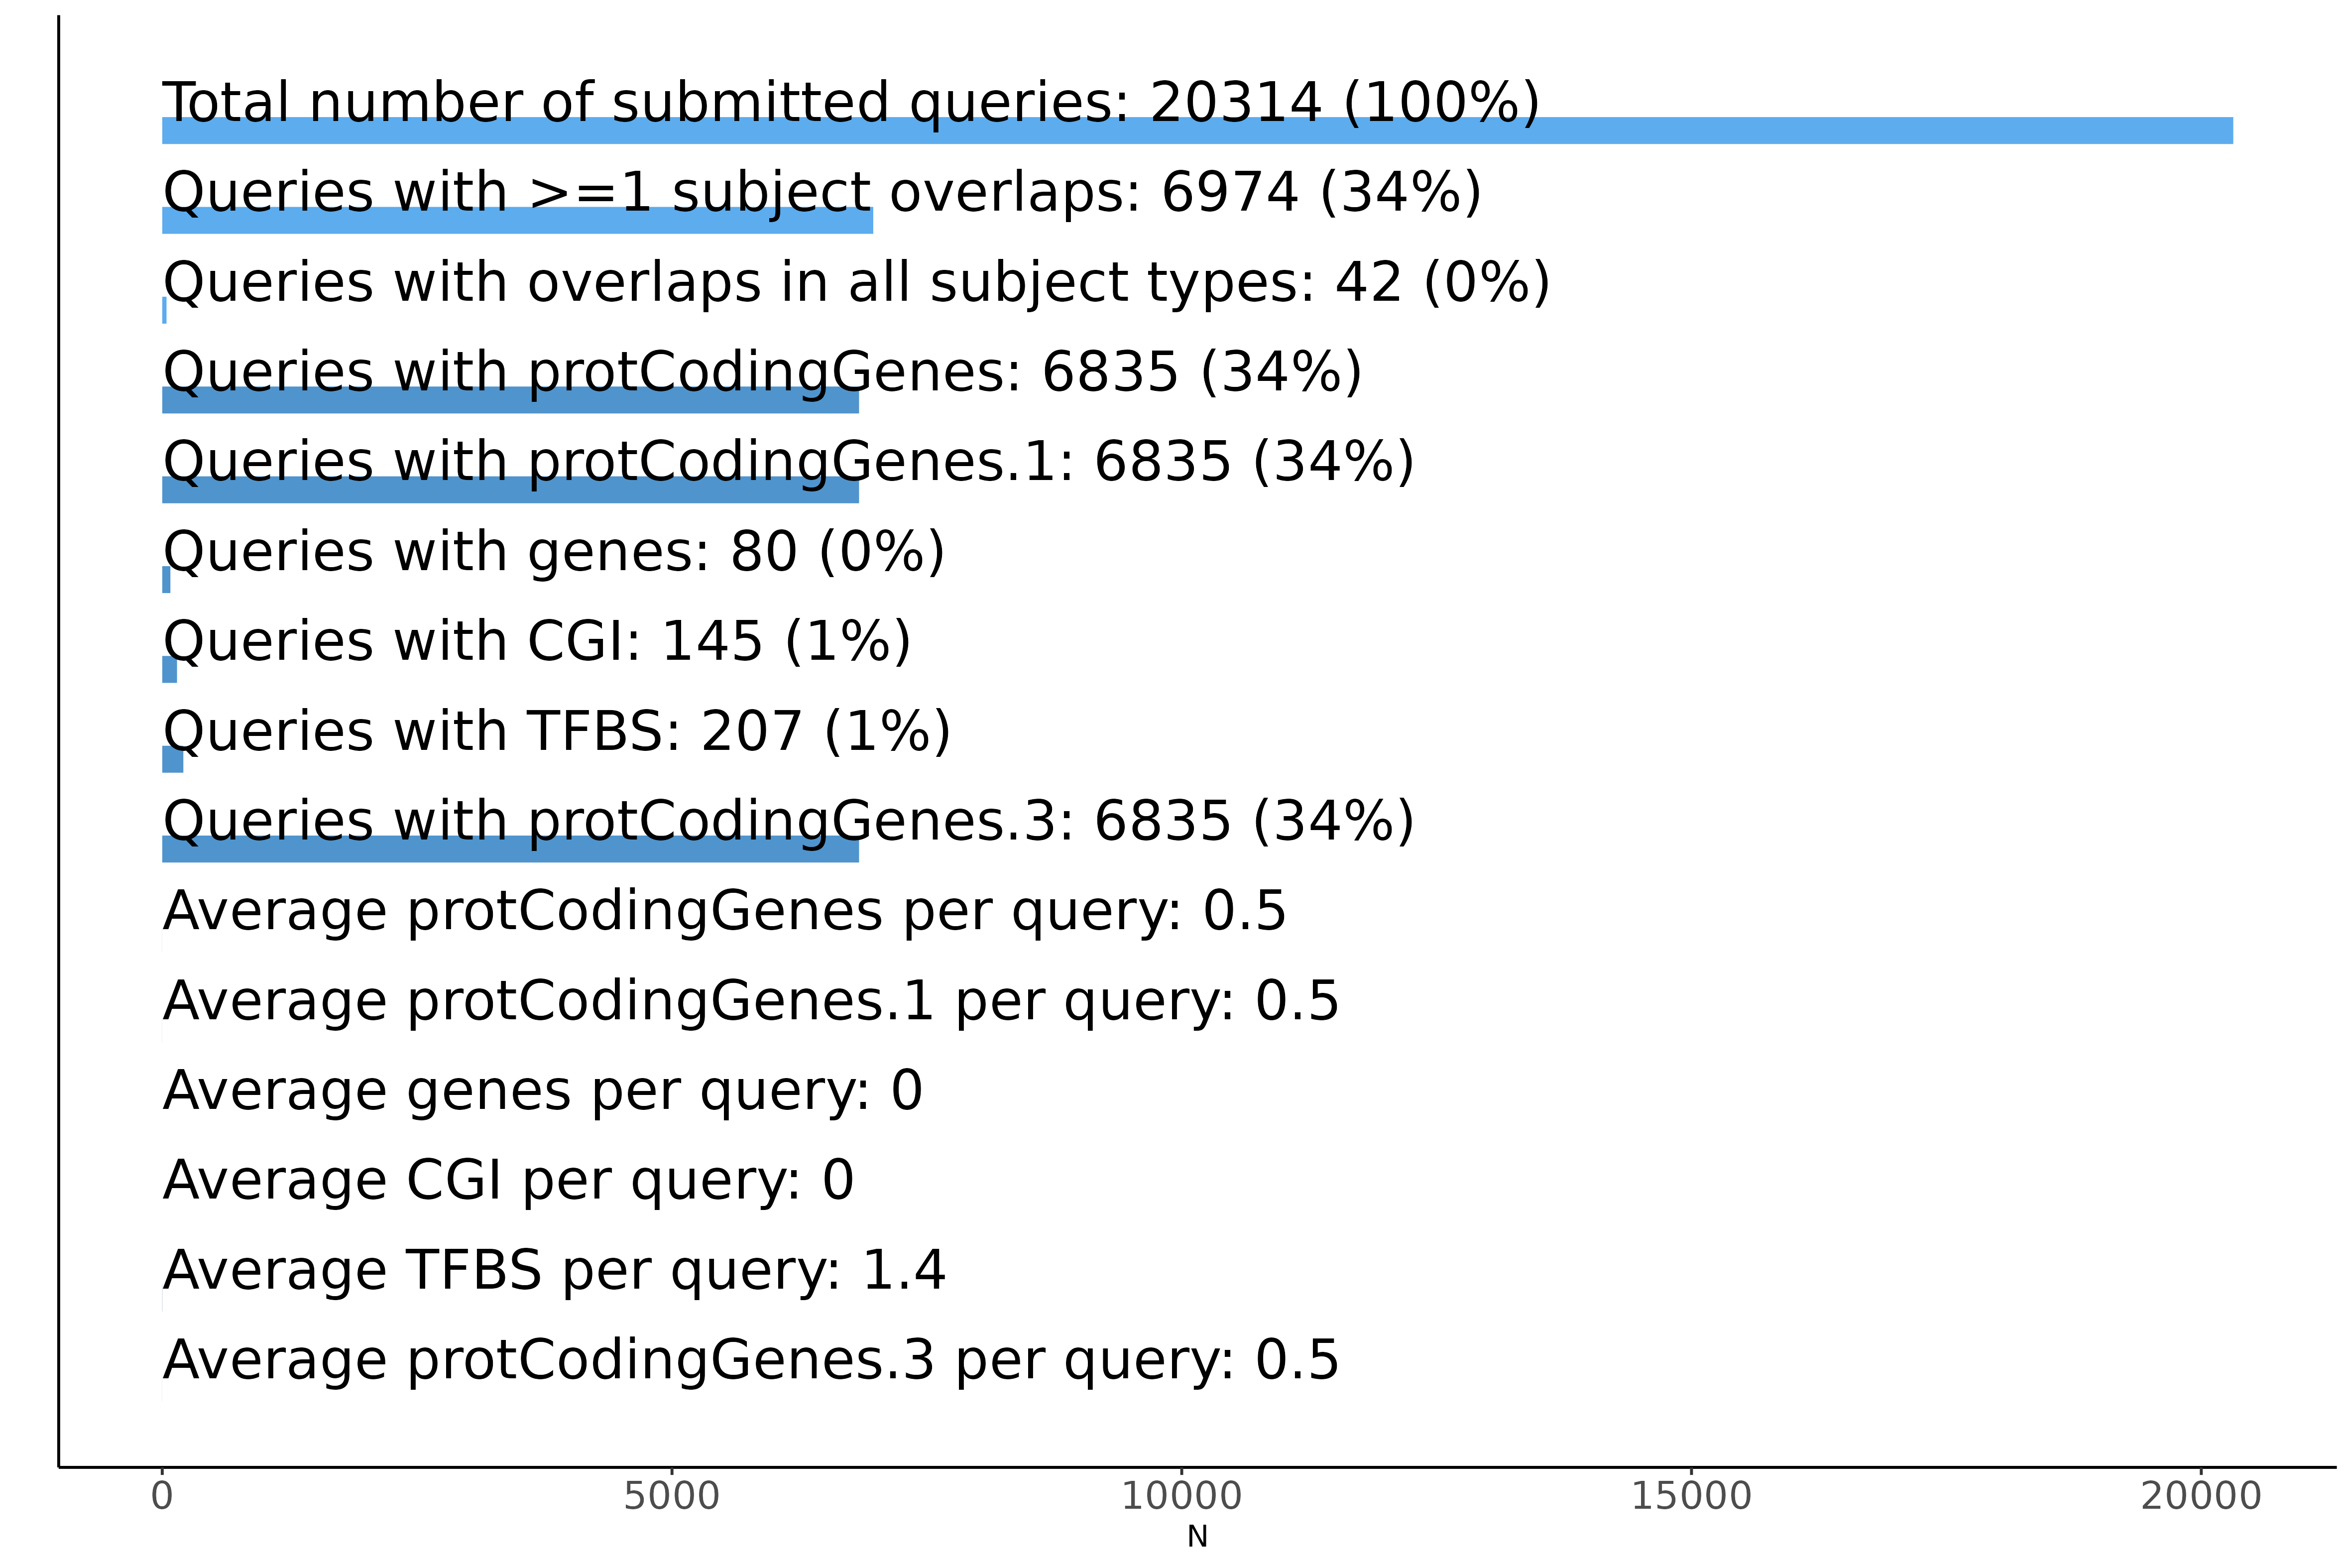 Total number of submitted queries: 20314 (100%)
Queries with >=1 subject overlaps: 6974 (34%)
Queries with overlaps in all subject types: 42 (0%)
Queries with protCodingGenes: 6835 (34%)
Queries with protCodingGenes.1: 6835 (34%)
Queries with genes: 80 (0%)
Queries with CGI: 145 (1%)
Queries with TFBS: 207 (1%)
Queries with protCodingGenes.3: 6835 (34%)
Average protCodingGenes per query: 0.5
Average protCodingGenes.1 per query: 0.5
Average genes per query: 0
Average CGI per query: 0
Average TFBS per query: 1.4
Average protCodingGenes.3 per query: 0.5
0 5000 10000 15000 20000
N